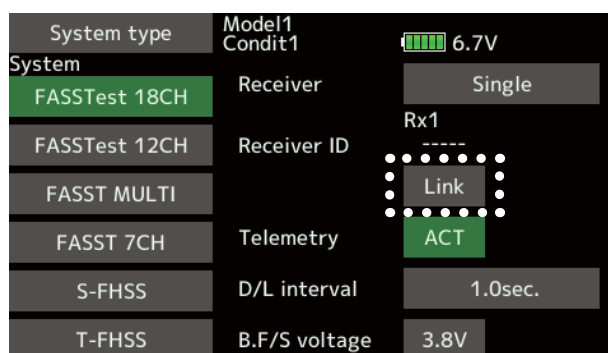 System type
Model1
Condit1
6.7V
System
FASSTest 18CH
Receiver
Single
Rx1
FASSTest 12CH
Receiver ID
-----
FASST MULTI
Link
FASST 7CH
Telemetry
ACT
S-FHSS
D/L interval
1.0sec.
T-FHSS
B.F/S voltage
3.8V